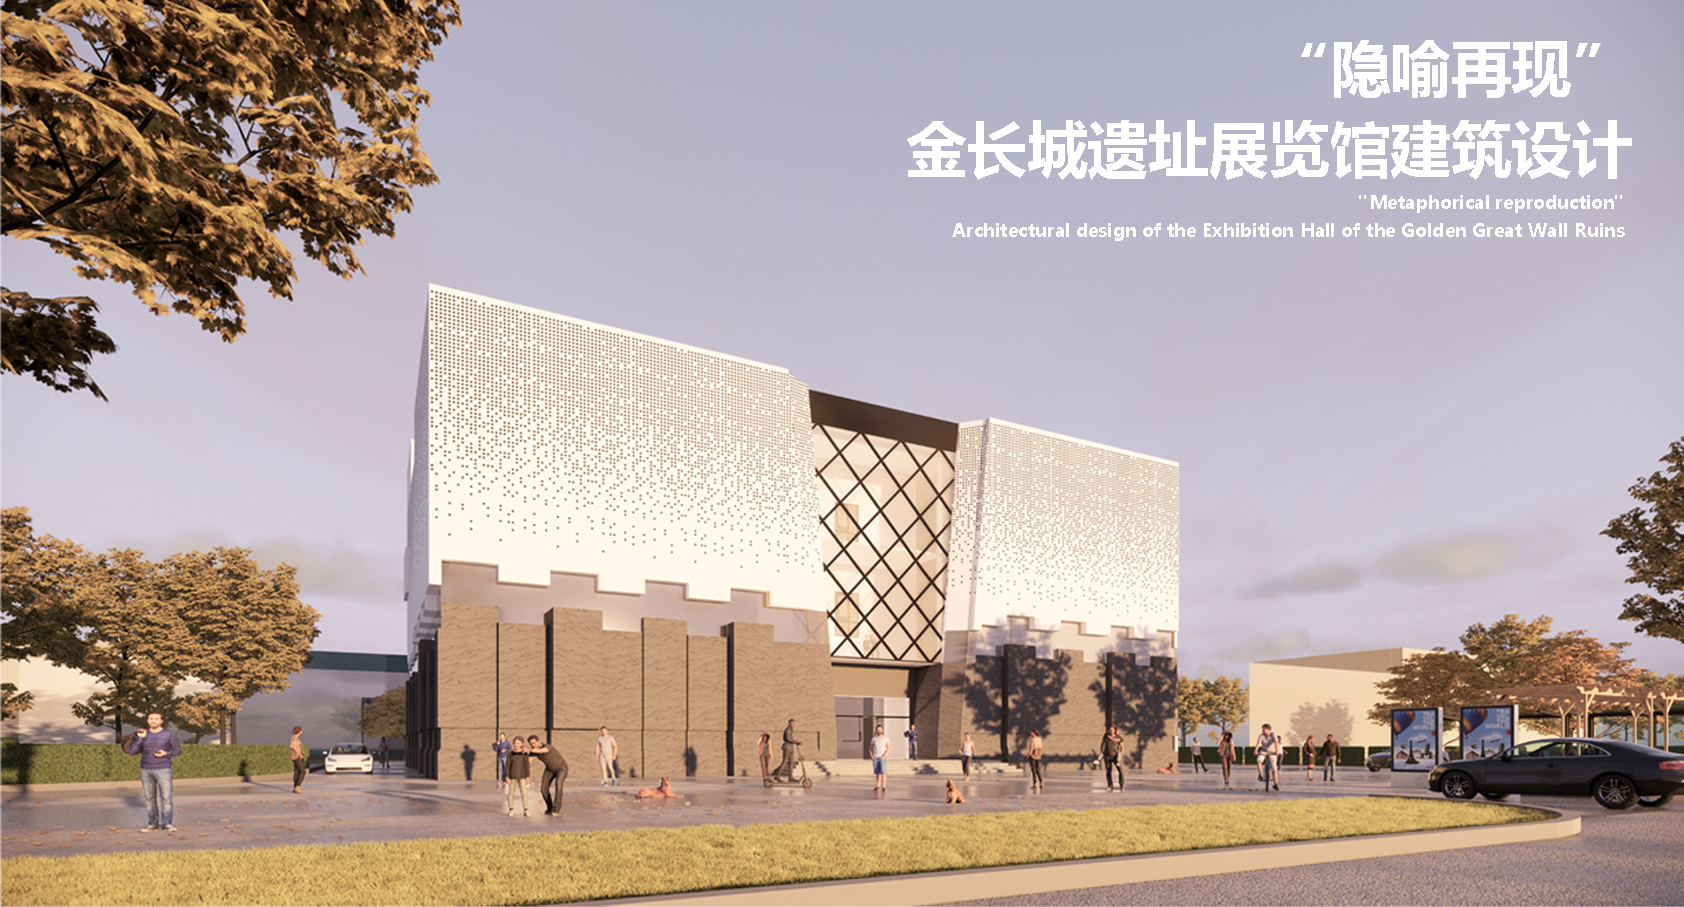 “隐喻再现”
金长城遗址展览馆建筑设计
"Metaphorical reproduction"
Architectural design of the Exhibition Hall of the Golden Great Wall Ruins